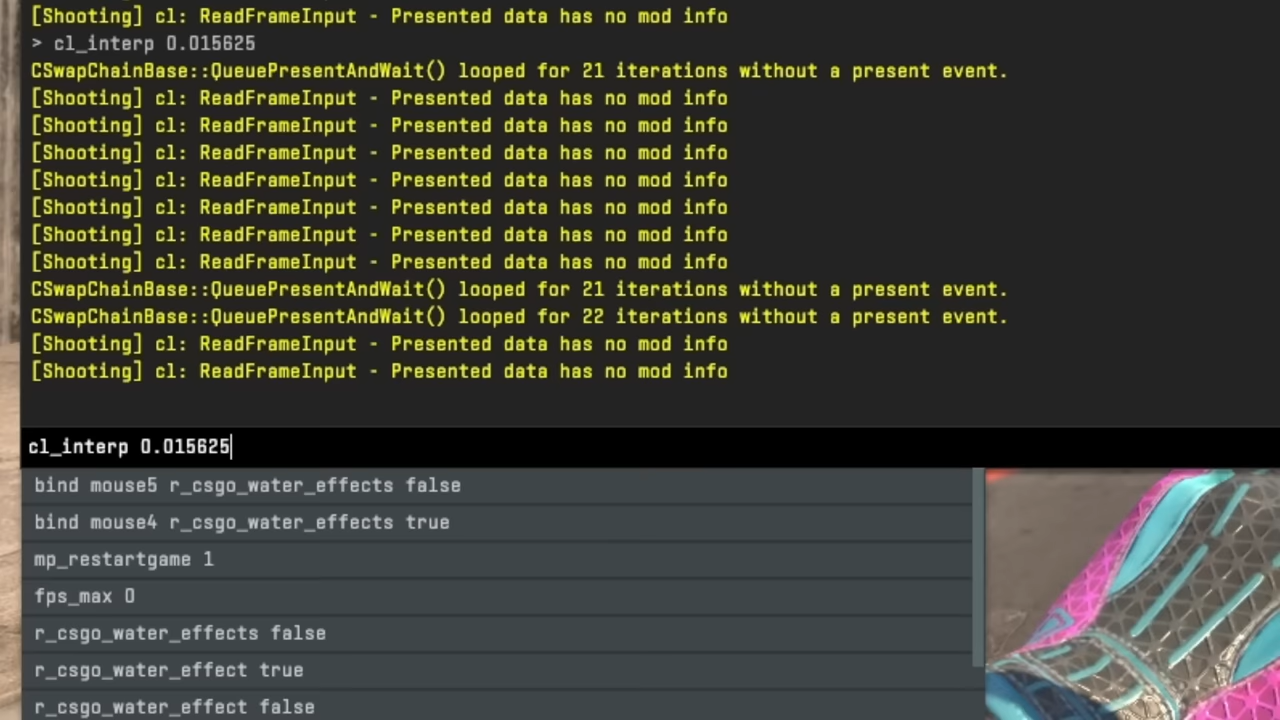 [Shooting] cl: ReadFrameInput - Presented data has no mod info
> cl_interp 0.015625
CSwapChainBase::QueuePresentAndWait() looped for 21 iterations without a present event.
[Shooting] cl: ReadFrameInput - Presented data has no mod info
[Shooting] cl: ReadFrameInput - Presented data has no mod info
[Shooting] cl: ReadFrameInput - Presented data has no mod info
[Shooting] cl: ReadFrameInput - Presented data has no mod info
[Shooting] cl: ReadFrameInput - Presented data has no mod info
[Shooting] cl: ReadFrameInput - Presented data has no mod info
[Shooting] cl: ReadFrameInput - Presented data has no mod info
CSwapChainBase::QueuePresentAndWait() looped for 21 iterations without a present event.
CSwapChainBase::QueuePresentAndWait() looped for 22 iterations without a present event.
[Shooting] cl: ReadFrameInput - Presented data has no mod info
[Shooting] cl: ReadFrameInput - Presented data has no mod info
cl_interp 0.015625
bind mouse5 r_csgo_water_effects false
bind mouse4 r_csgo_water_effects true
mp_restartgame 1
fps_max 0
r_csgo_water_effects false
r_csgo_water_effect true
r_csgo_water_effect false